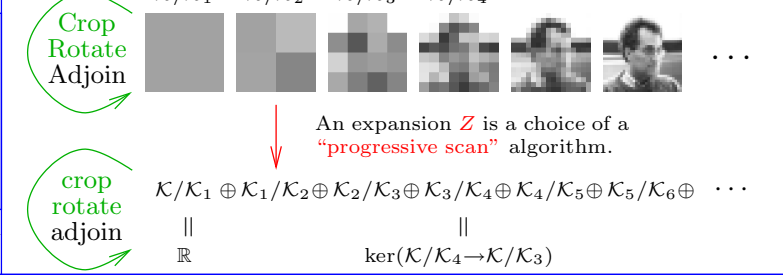 Crop
Rotate
Adjoin
...
An expansion Z is a choice of a
“progressive scan” algorithm.
crop
rotate
adjoin
𝒦/𝒦₁ ⊕ 𝒦₁/𝒦₂ ⊕ 𝒦₂/𝒦₃ ⊕ 𝒦₃/𝒦₄ ⊕ 𝒦₄/𝒦₅ ⊕ 𝒦₅/𝒦₆ ⊕ ...
|| ||
ℝ ker(𝒦/𝒦₄→𝒦/𝒦₃)